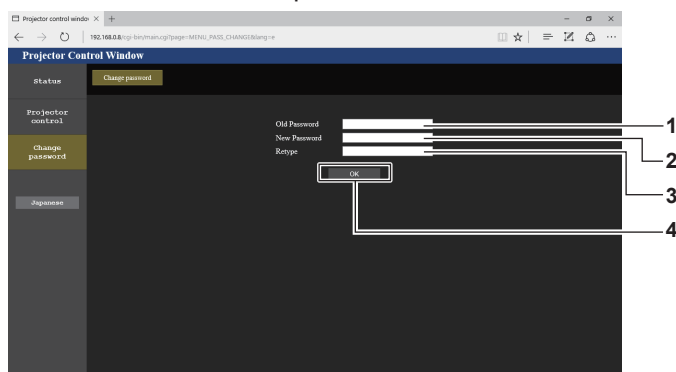 Projector control windov
192.168.0.8/cgi-bin/main.cgi?page=MENU_PASS_CHANGE&lang=e
Projector Control Window
Status
Change password
Projector
control
Change
password
Japanese
Old Password
New Password
Retype
OK
1
2
3
4